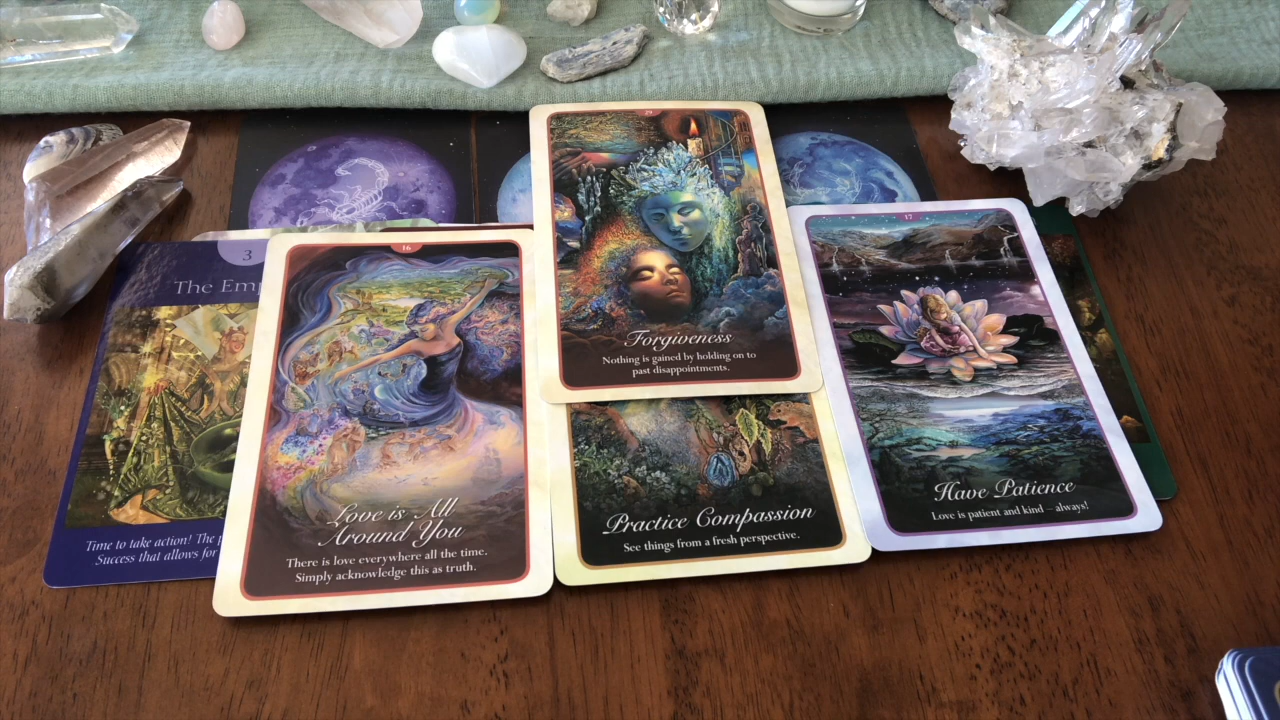 3
The Emp
Time to take action! The p
Success that allows for
16
Love is All
Around You
There is love everywhere all the time.
Simply acknowledge this as truth.
29
Forgiveness
Nothing is gained by holding on to
past disappointments.
Practice Compassion
See things from a fresh perspective.
17
Have Patience
Love is patient and kind – always!